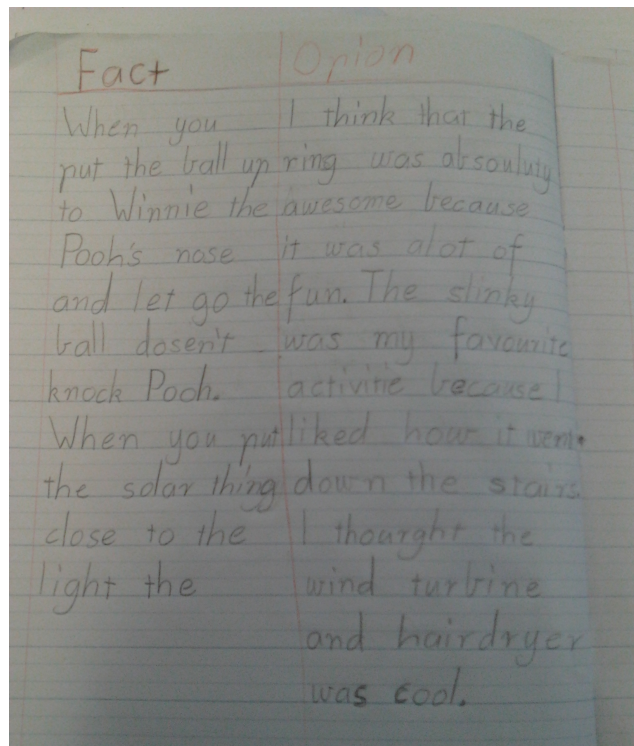 Fact
When you
put the ball up
to Winnie the
Pooh's nose
and let go the
ball dosen't
knock Pooh.
When you put
the solar thing
close to the
light the
Opion
I think that the
ring was absouluty
awesome because
it was alot of
fun. The slinky
was my favourite
activitie because I
liked how it went
down the stairs
I thourght the
wind turbine
and hairdryer
was cool.